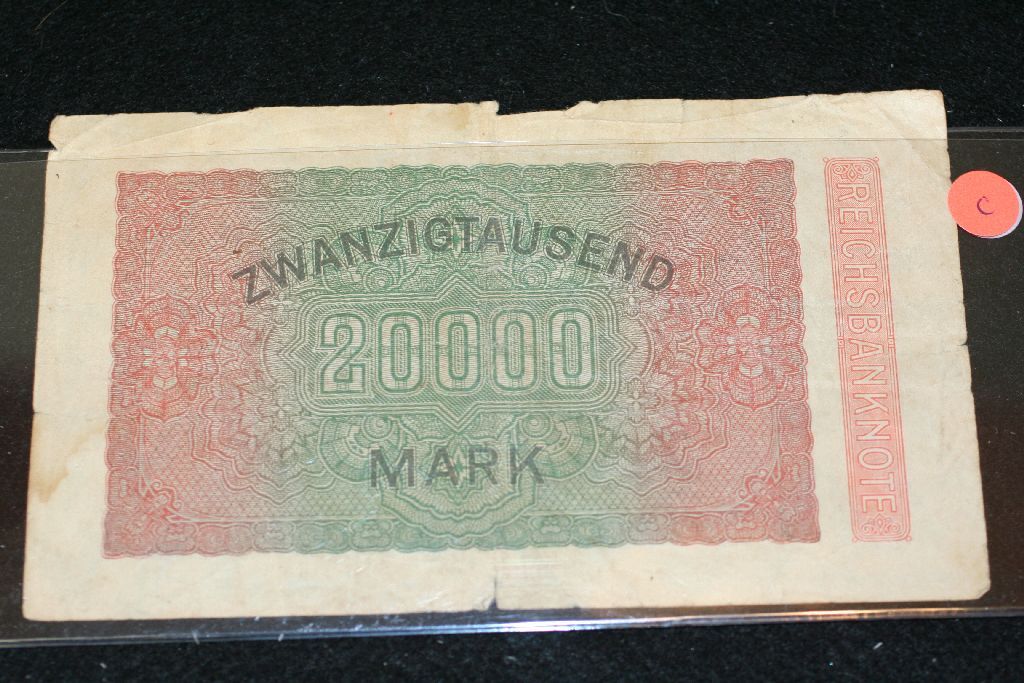 ZWANZIGTAUSEND
20000
MARK
REICHSBANKNOTE
C